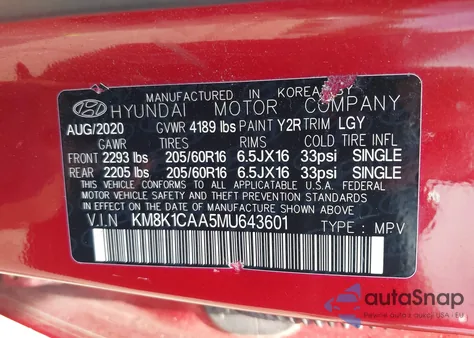 MANUFACTURED IN KOREA BY
HYUNDAI MOTOR COMPANY
AUG/2020 GVWR 4189 lbs PAINT Y2R TRIM LGY
GAWR TIRES RIMS COLD TIRE INFL
FRONT 2293 lbs 205/60R16 6.5JX16 33psi SINGLE
REAR 2205 lbs 205/60R16 6.5JX16 33psi SINGLE
THIS VEHICLE CONFORMS TO ALL APPLICABLE U.S.A. FEDERAL
MOTOR VEHICLE SAFETY STANDARDS IN EFFECT ON THE DATE OF
MANUFACTURE SHOWN ABOVE.
V.I.N KM8K1CAA5MU643601 TYPE : MPV
autoSnap